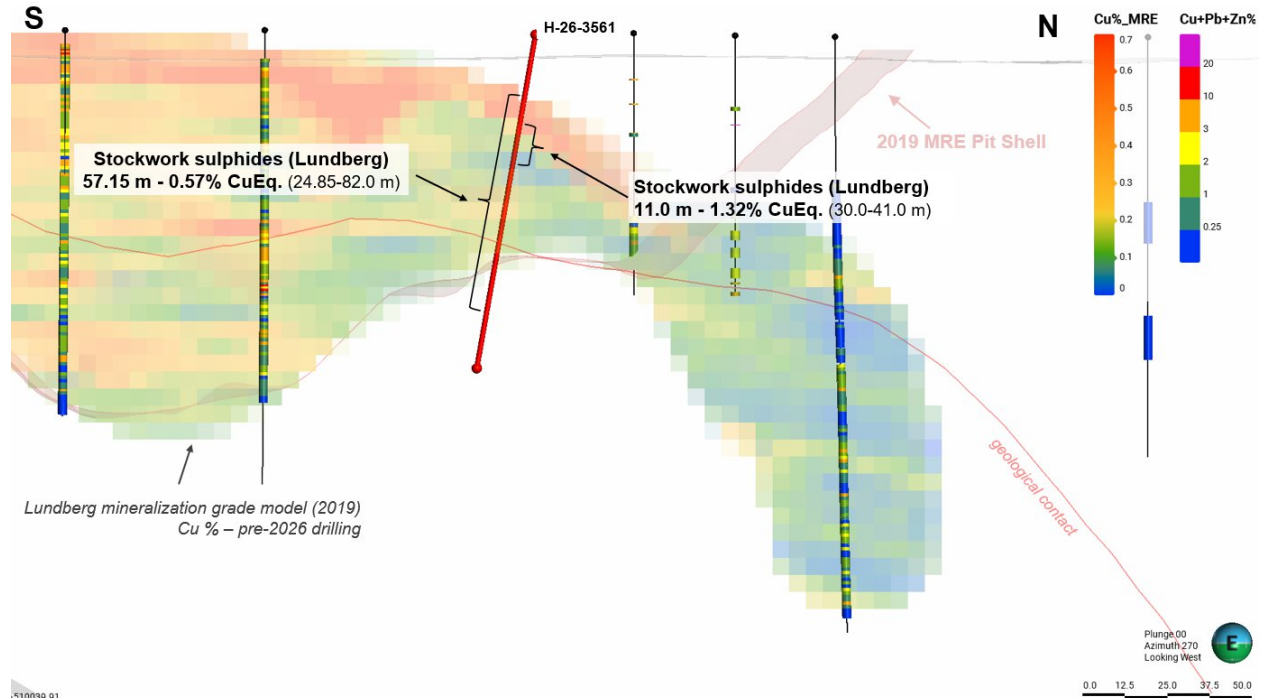 S
H-26-3561
N
Cu%_MRE
Cu+Pb+Zn%
0.7
0.6
0.5
0.4
0.3
0.2
0.1
0
20
10
3
2
1
0.25
2019 MRE Pit Shell
Stockwork sulphides (Lundberg)
57.15 m - 0.57% CuEq. (24.85-82.0 m)
Stockwork sulphides (Lundberg)
11.0 m - 1.32% CuEq. (30.0-41.0 m)
geological contact
Lundberg mineralization grade model (2019)
Cu % – pre-2026 drilling
Plunge 00
Azimuth 270
Looking West
E
0.0 12.5 25.0 37.5 50.0